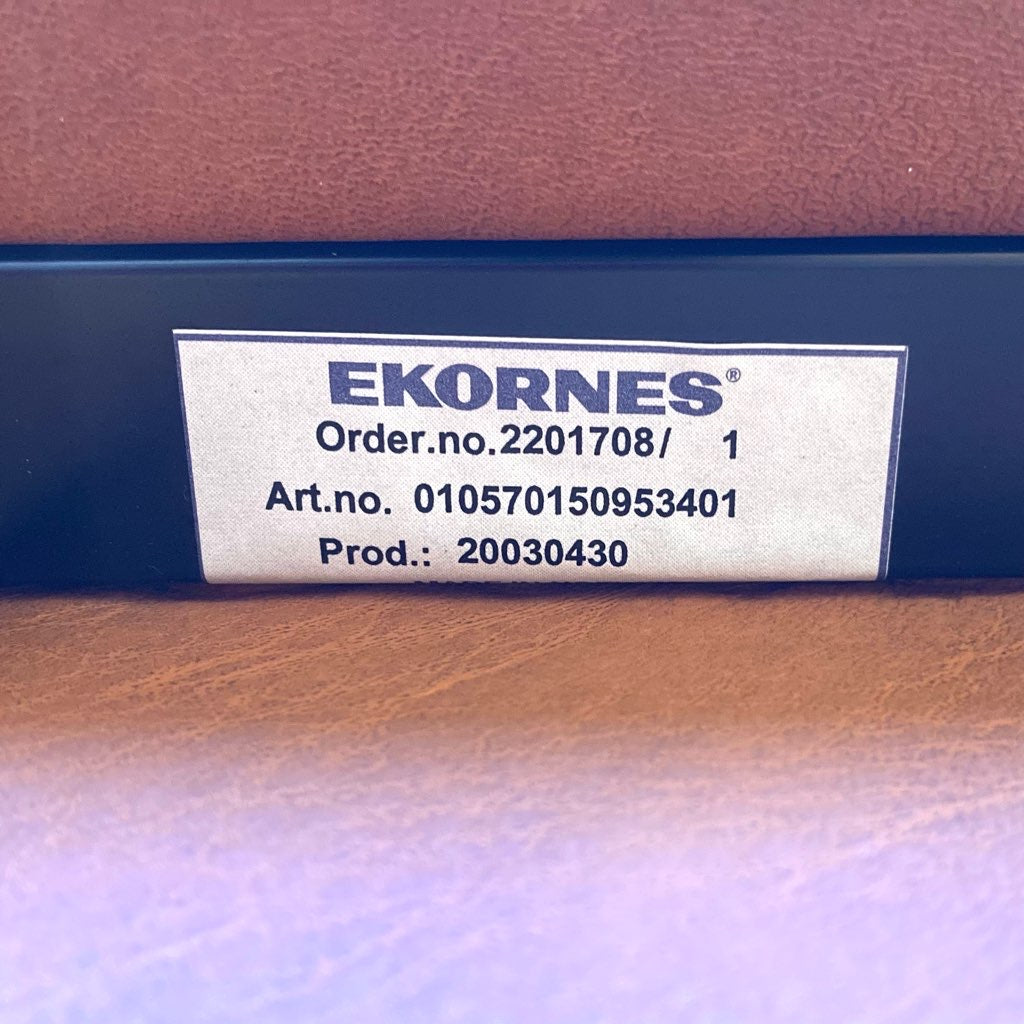 EKORNES®
Order.no.2201708/ 1
Art.no. 010570150953401
Prod.: 20030430